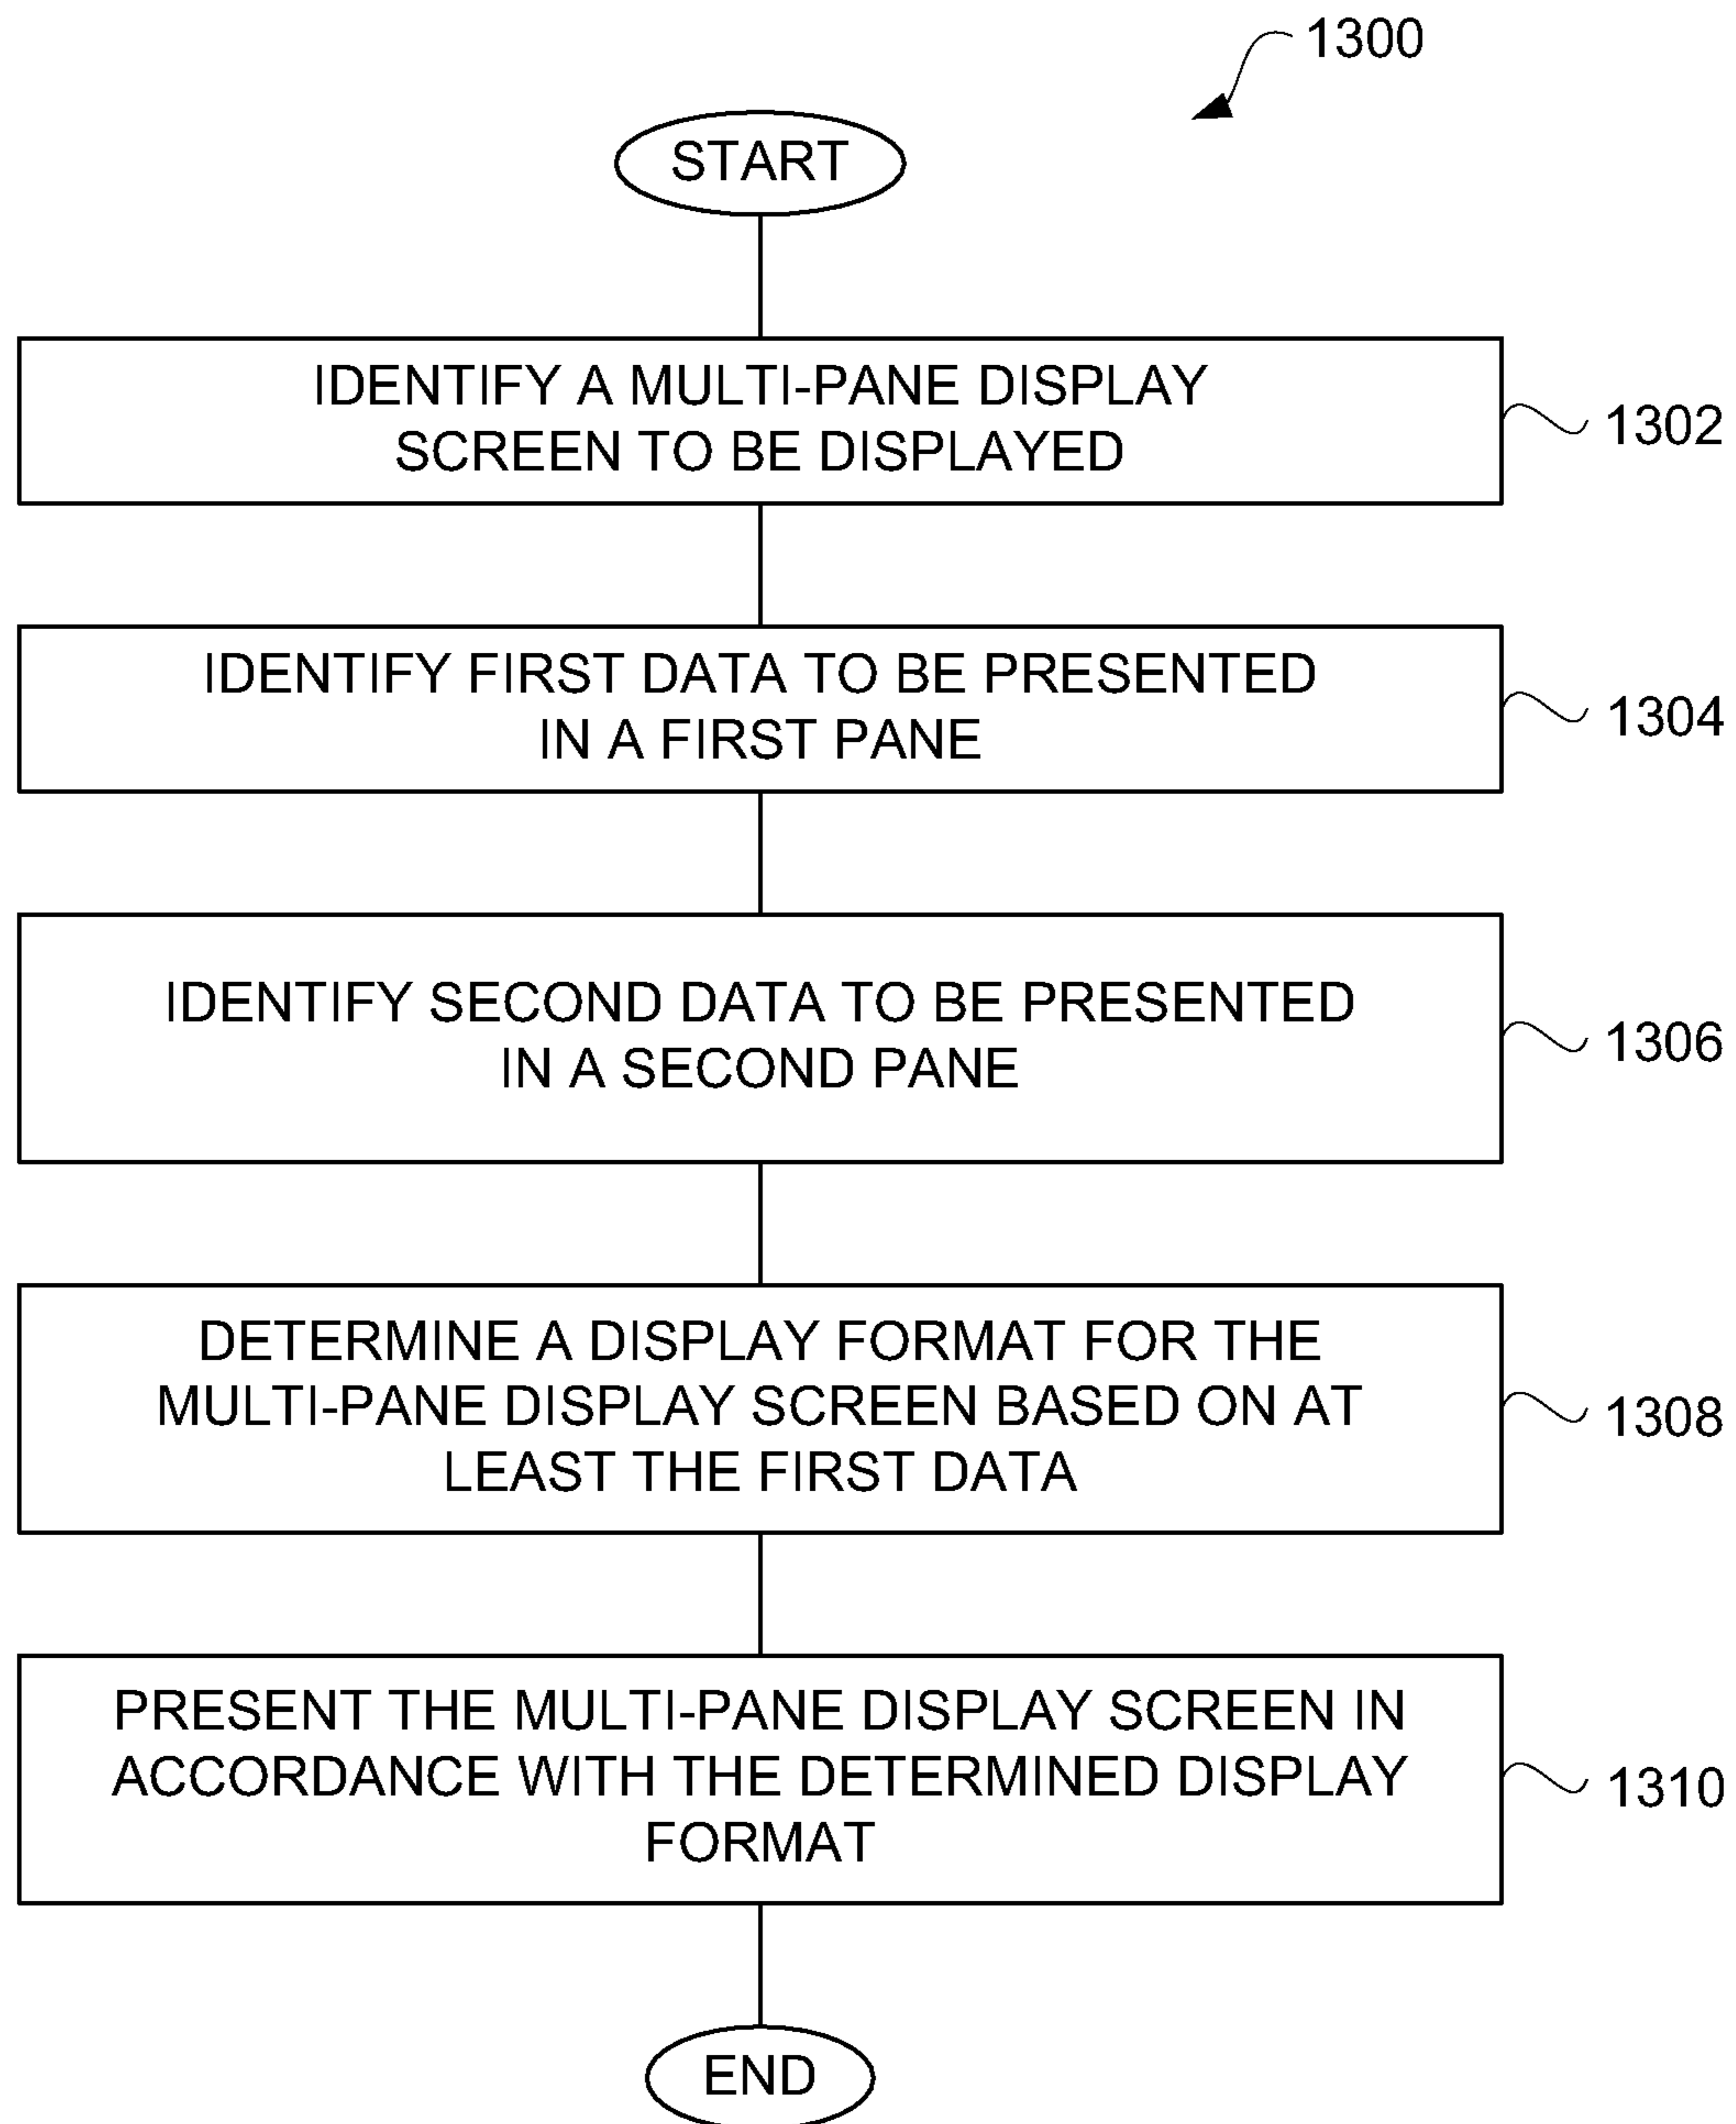 1300
START
IDENTIFY A MULTI-PANE DISPLAY
SCREEN TO BE DISPLAYED
1302
IDENTIFY FIRST DATA TO BE PRESENTED
IN A FIRST PANE
1304
IDENTIFY SECOND DATA TO BE PRESENTED
IN A SECOND PANE
1306
DETERMINE A DISPLAY FORMAT FOR THE
MULTI-PANE DISPLAY SCREEN BASED ON AT
LEAST THE FIRST DATA
1308
PRESENT THE MULTI-PANE DISPLAY SCREEN IN
ACCORDANCE WITH THE DETERMINED DISPLAY
FORMAT
1310
END